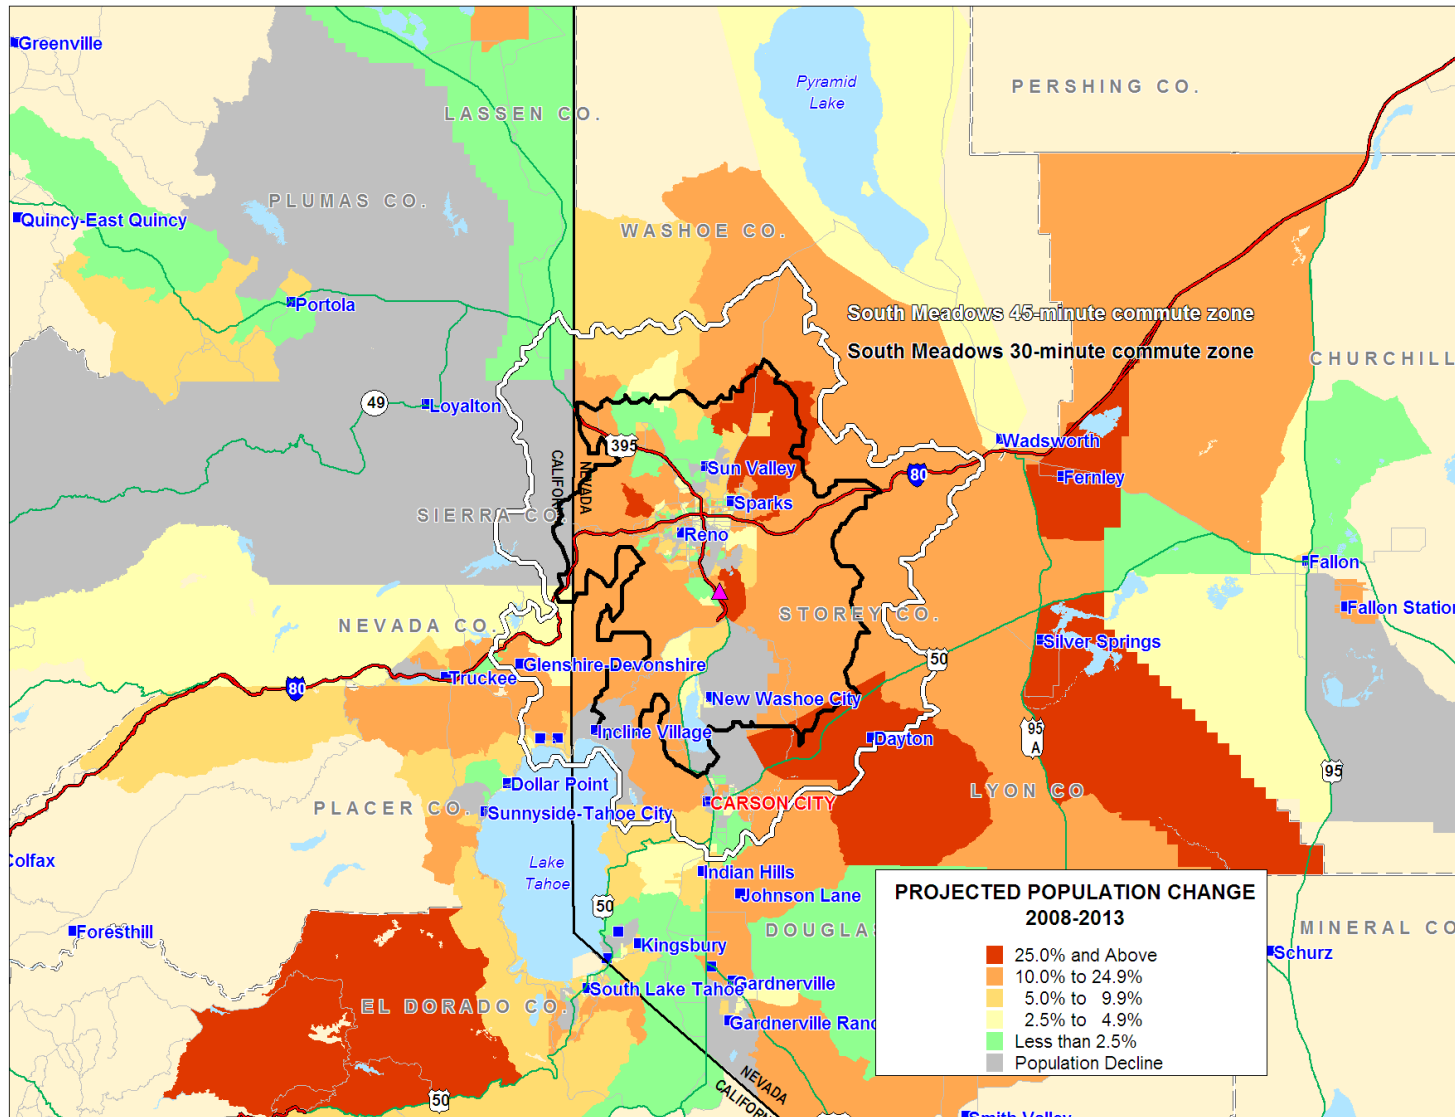 Greenville
Pyramid
Lake
PERSHING CO.
LASSEN CO.
PLUMAS CO.
Quincy-East Quincy
WASHOE CO.
Portola
South Meadows 45-minute commute zone
South Meadows 30-minute commute zone
CHURCHILL
49
Loyalton
395
Wadsworth
CALIFOR
NEVADA
Sun Valley
80
Fernley
Sparks
SIERRA CO.
Reno
Fallon
Fallon Station
STOREY CO.
NEVADA CO.
Silver Springs
50
Glenshire-Devonshire
Truckee
80
New Washoe City
Incline Village
Dayton
95
A
95
Dollar Point
LYON CO
CARSON CITY
PLACER CO.
Sunnyside-Tahoe City
Colfax
Lake
Tahoe
Indian Hills
Johnson Lane
50
PROJECTED POPULATION CHANGE
2008-2013
25.0% and Above
10.0% to 24.9%
5.0% to 9.9%
2.5% to 4.9%
Less than 2.5%
Population Decline
Foresthill
DOUGLAS
MINERAL CO
Kingsbury
Schurz
Gardnerville
South Lake Tahoe
EL DORADO CO.
Gardnerville Ranc
NEVADA
CALIFOR
50
Smith Valley